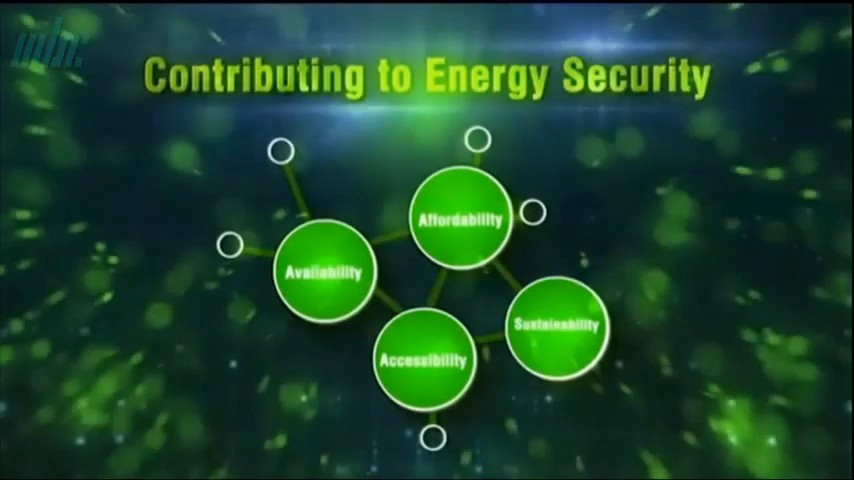 Contributing to Energy Security
Affordability
Availability
Sustainability
Accessibility